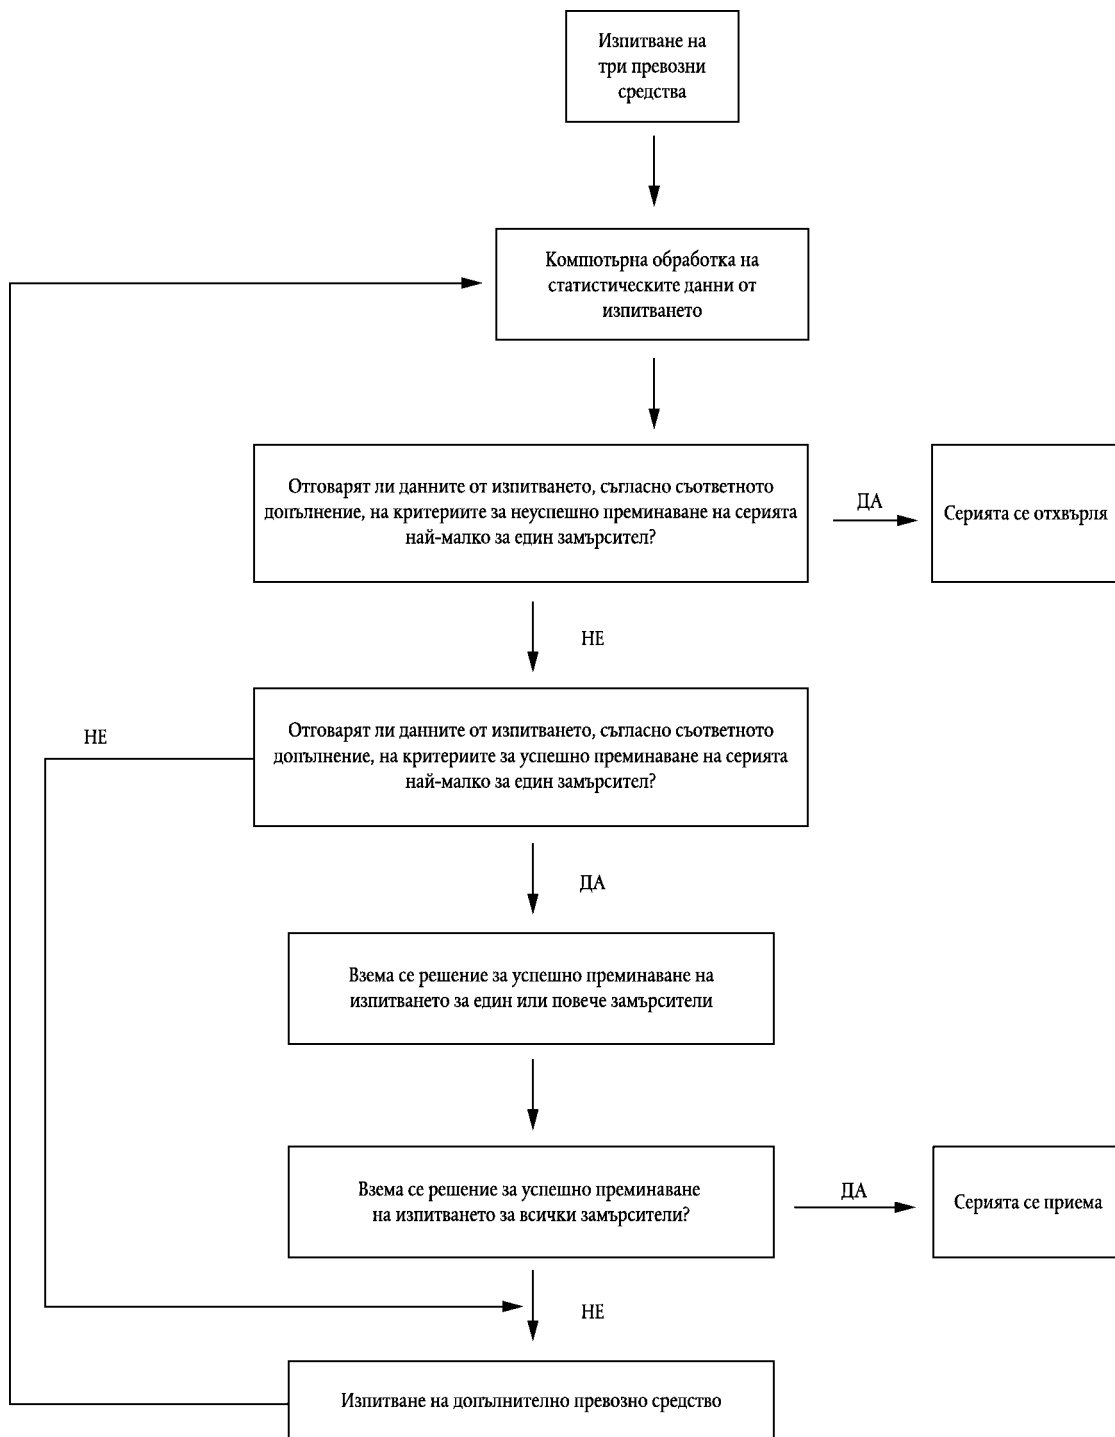 Изпитване на
три превозни
средства
Компютърна обработка на
статистическите данни от
изпитването
Отговарят ли данните от изпитването, съгласно съответното
допълнение, на критериите за неуспешно преминаване на серията
най-малко за един замърсител?
ДА
Серията се отхвърля
НЕ
Отговарят ли данните от изпитването, съгласно съответното
допълнение, на критериите за успешно преминаване на серията
най-малко за един замърсител?
НЕ
ДА
Взема се решение за успешно преминаване на
изпитването за един или повече замърсители
Взема се решение за успешно преминаване
на изпитването за всички замърсители?
ДА
Серията се приема
НЕ
Изпитване на допълнително превозно средство